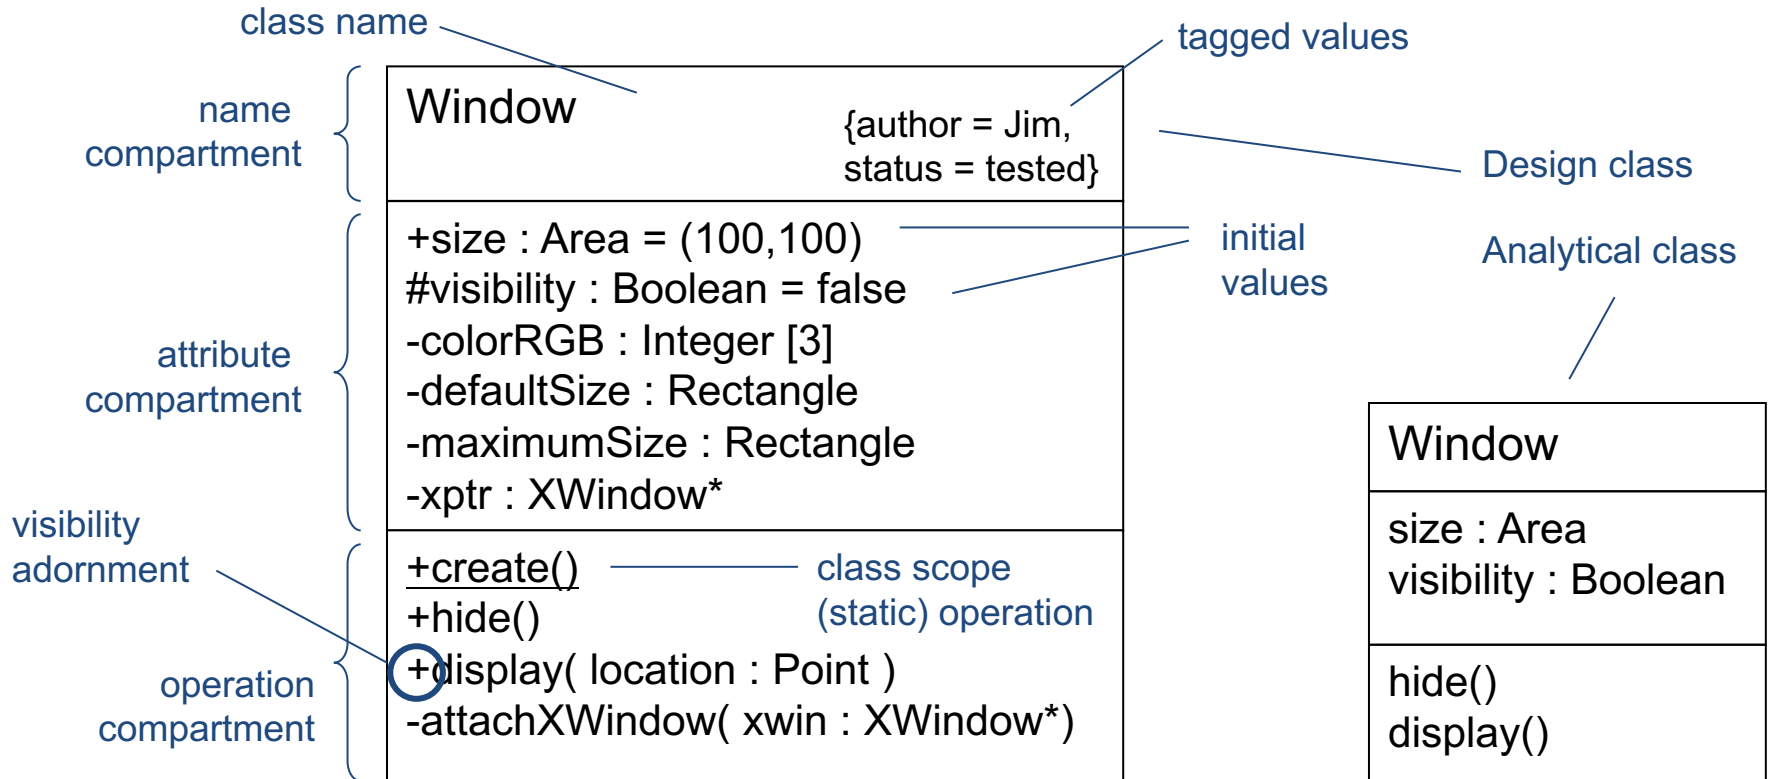 class name
tagged values
name
compartment
Window
{author = Jim,
status = tested}
Design class
+size : Area = (100,100)
#visibility : Boolean = false
-colorRGB : Integer [3]
-defaultSize : Rectangle
-maximumSize : Rectangle
-xptr : XWindow*
initial
values
Analytical class
attribute
compartment
visibility
adornment
+create()
+hide()
+display( location : Point )
-attachXWindow( xwin : XWindow*)
class scope
(static) operation
operation
compartment
Window
size : Area
visibility : Boolean
hide()
display()